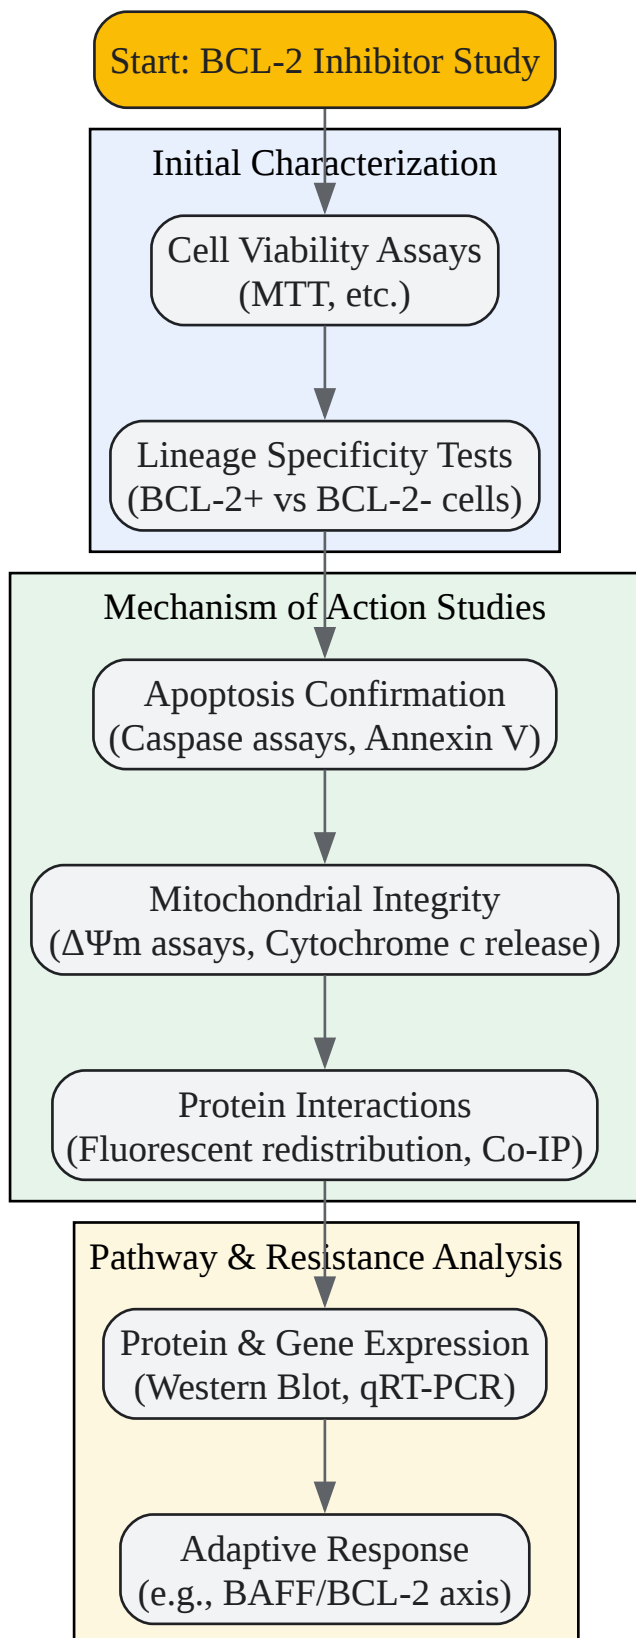 Start: BCL-2 Inhibitor Study
Initial Characterization
Cell Viability Assays
(MTT, etc.)
Lineage Specificity Tests
(BCL-2+ vs BCL-2- cells)
Mechanism of Action Studies
Apoptosis Confirmation
(Caspase assays, Annexin V)
Mitochondrial Integrity
(ΔΨm assays, Cytochrome c release)
Protein Interactions
(Fluorescent redistribution, Co-IP)
Pathway & Resistance Analysis
Protein & Gene Expression
(Western Blot, qRT-PCR)
Adaptive Response
(e.g., BAFF/BCL-2 axis)